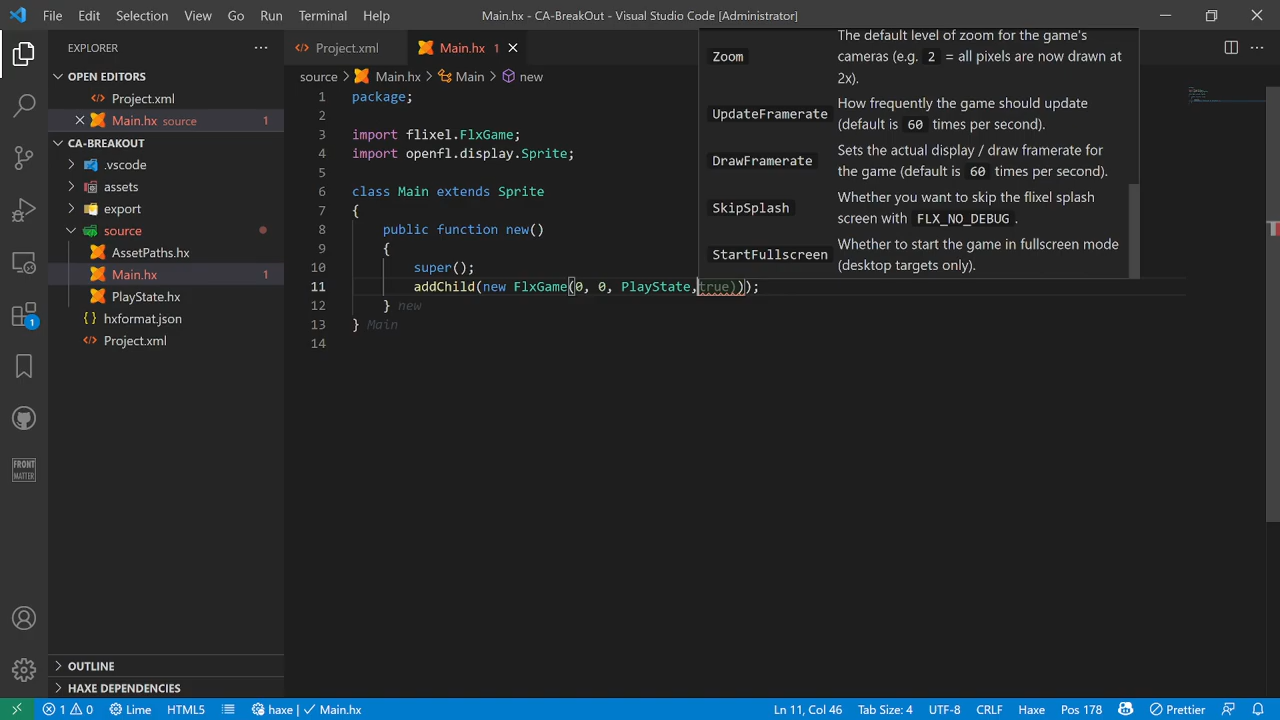 File Edit Selection View Go Run Terminal Help
Main.hx - CA-BreakOut - Visual Studio Code [Administrator]
EXPLORER
OPEN EDITORS
Project.xml
Main.hx source 1
CA-BREAKOUT
.vscode
assets
export
source
AssetPaths.hx
Main.hx 1
PlayState.hx
hxformat.json
Project.xml
OUTLINE
HAXE DEPENDENCIES
1
FRONT
MATTER
Project.xml
Main.hx 1
source Main.hx Main new
1 package;
2
3 import flixel.FlxGame;
4 import openfl.display.Sprite;
5
6 class Main extends Sprite
7 {
8 public function new()
9 {
10 super();
11 addChild(new FlxGame(0, 0, PlayState,true)));
12 } new
13 } Main
14
Zoom The default level of zoom for the game's
cameras (e.g. 2 = all pixels are now drawn at
2x).
UpdateFramerate How frequently the game should update
(default is 60 times per second).
DrawFramerate Sets the actual display / draw framerate for
the game (default is 60 times per second).
SkipSplash Whether you want to skip the flixel splash
screen with FLX_NO_DEBUG .
StartFullscreen Whether to start the game in fullscreen mode
(desktop targets only).
1 0 Lime HTML5 haxe | Main.hx Ln 11, Col 46 Tab Size: 4 UTF-8 CRLF Haxe Pos 178 Prettier